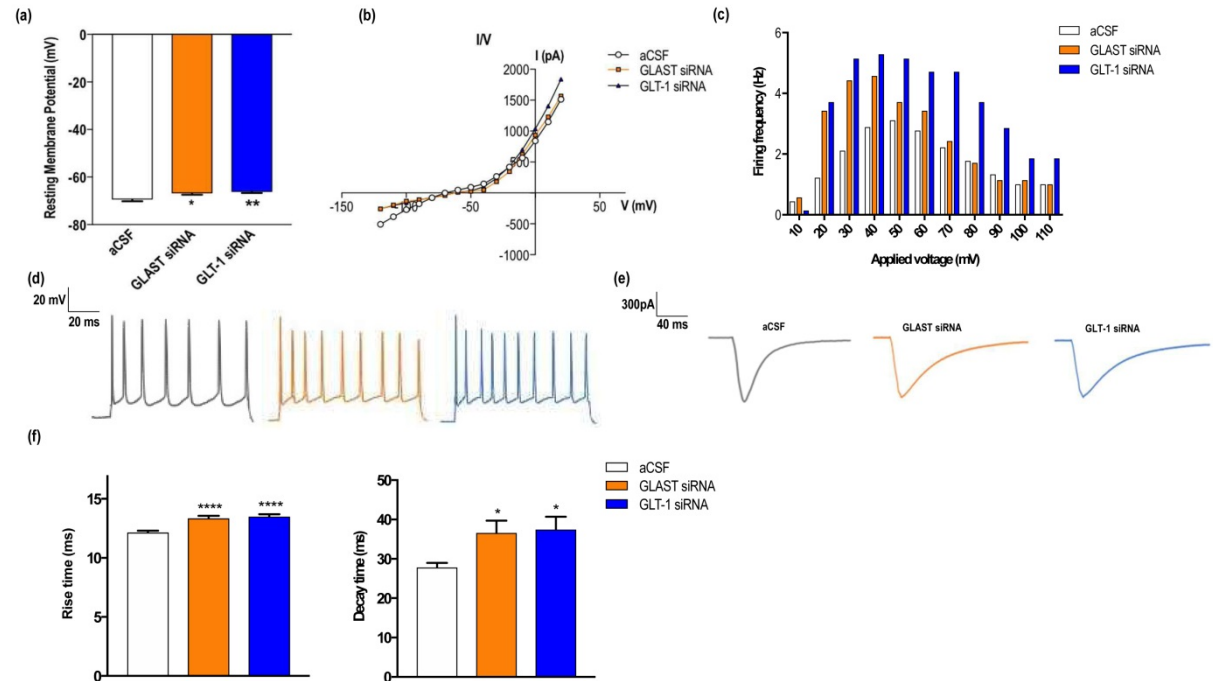 (a)
Resting Membrane Potential (mV)
0
-20
-40
-60
-80
*
**
aCSF
GLAST siRNA
GLT-1 siRNA
(b)
I/V
I (pA)
2000
1500
1000
500
-500
-1000
-150
-100
-50
50
V (mV)
aCSF
GLAST siRNA
GLT-1 siRNA
(c)
Firing frequency (Hz)
6
4
2
0
10 20 30 40 50 60 70 80 90 100 110
Applied voltage (mV)
aCSF
GLAST siRNA
GLT-1 siRNA
(d)
20 mV
20 ms
(e)
300pA
40 ms
aCSF
GLAST siRNA
GLT-1 siRNA
(f)
Rise time (ms)
15
10
5
0
****
****
Decay time (ms)
50
40
30
20
10
0
*
*
aCSF
GLAST siRNA
GLT-1 siRNA